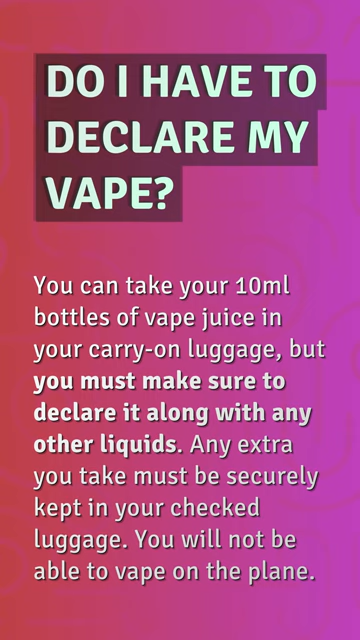 DO I HAVE TO
DECLARE MY
VAPE?
You can take your 10ml
bottles of vape juice in
your carry-on luggage, but
you must make sure to
declare it along with any
other liquids. Any extra
you take must be securely
kept in your checked
luggage. You will not be
able to vape on the plane.